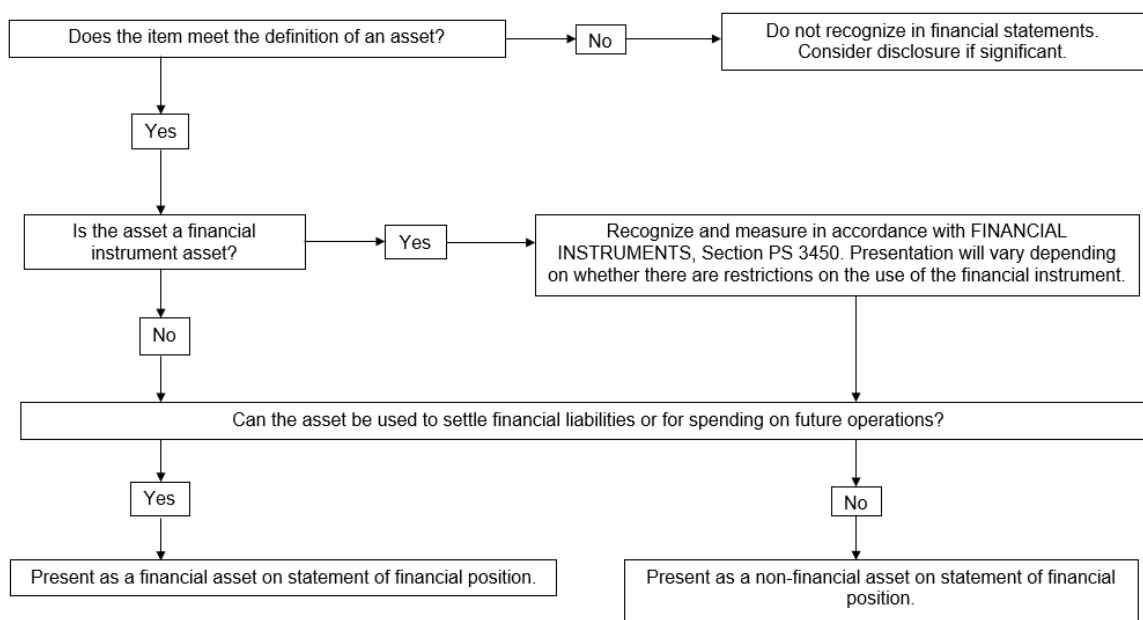 Does the item meet the definition of an asset?
No
Do not recognize in financial statements.
Consider disclosure if significant.
Yes
Is the asset a financial
instrument asset?
Yes
Recognize and measure in accordance with FINANCIAL
INSTRUMENTS, Section PS 3450. Presentation will vary depending
on whether there are restrictions on the use of the financial instrument.
No
Can the asset be used to settle financial liabilities or for spending on future operations?
Yes
No
Present as a financial asset on statement of financial position.
Present as a non-financial asset on statement of financial
position.